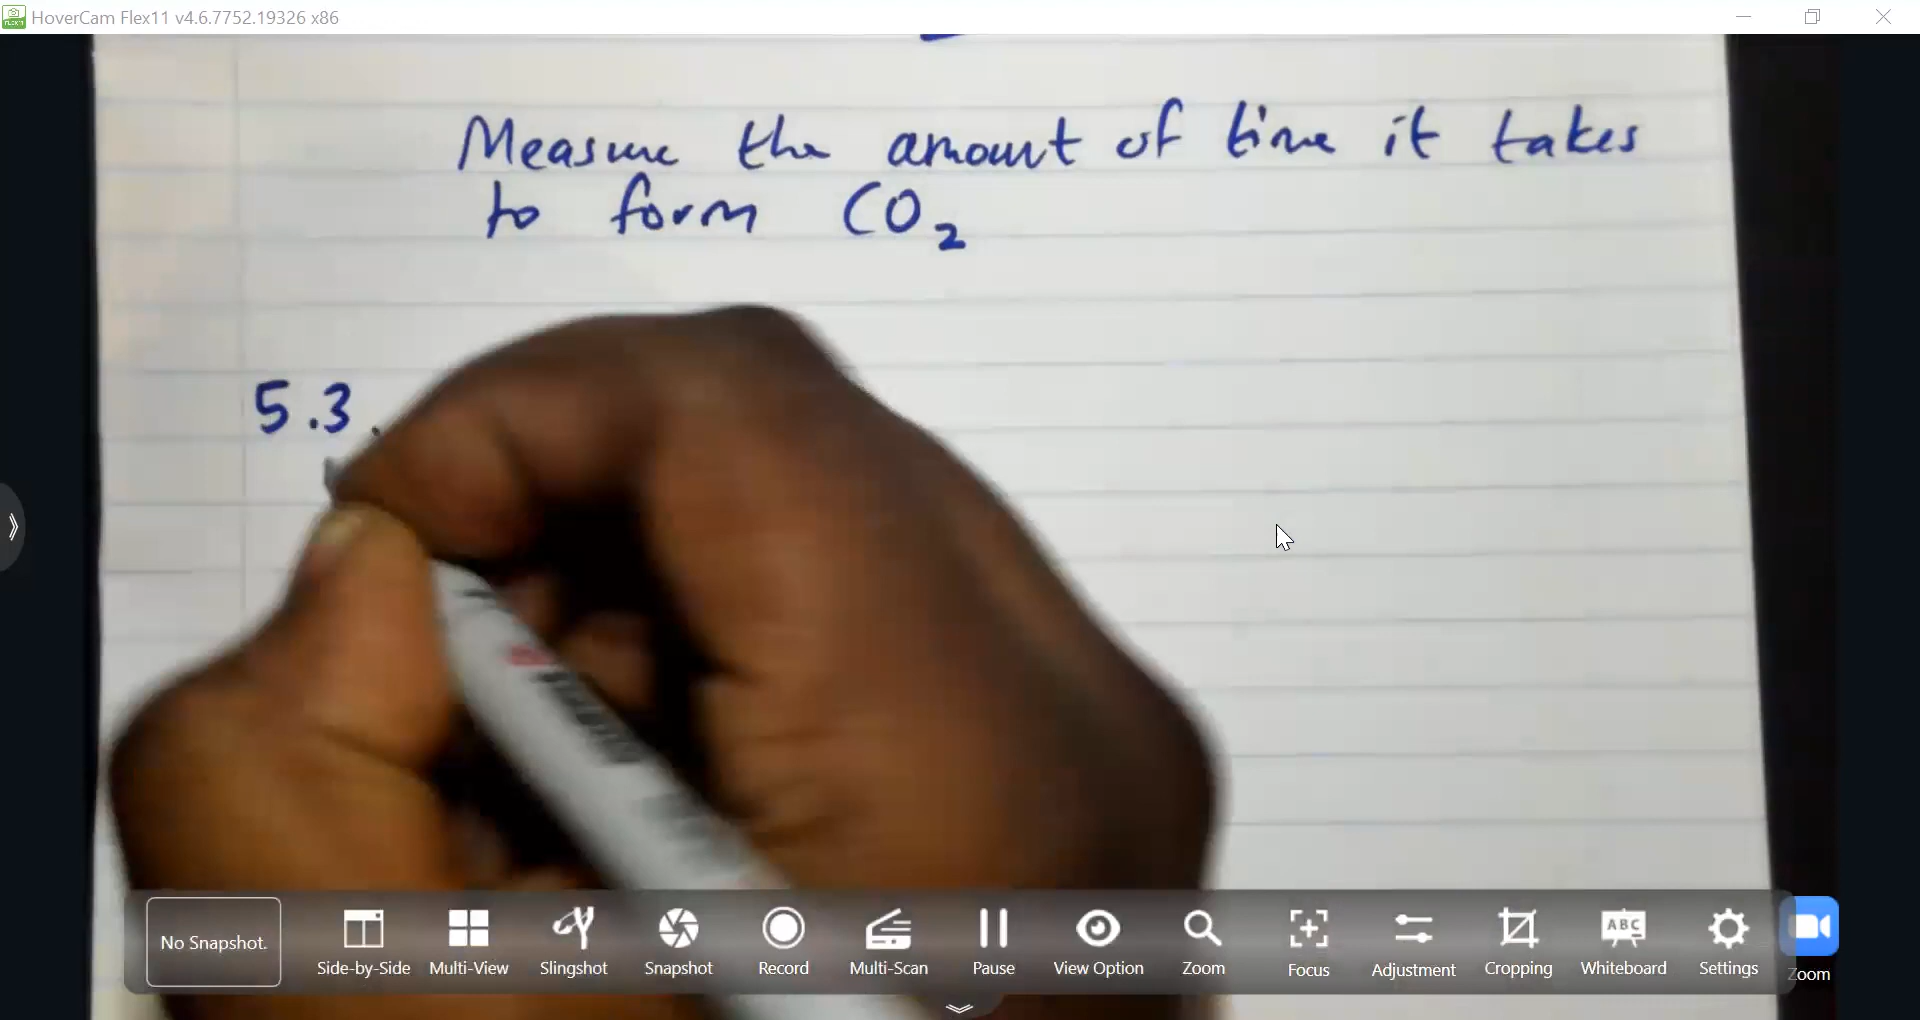 HoverCam Flex11 v4.6.7752.19326 x86
Measure the amount of time it takes
to form CO₂
5.3.
No Snapshot.
Side-by-Side
Multi-View
Slingshot
Snapshot
Record
Multi-Scan
Pause
View Option
Zoom
Focus
Adjustment
Cropping
ABC
Whiteboard
Settings
Zoom